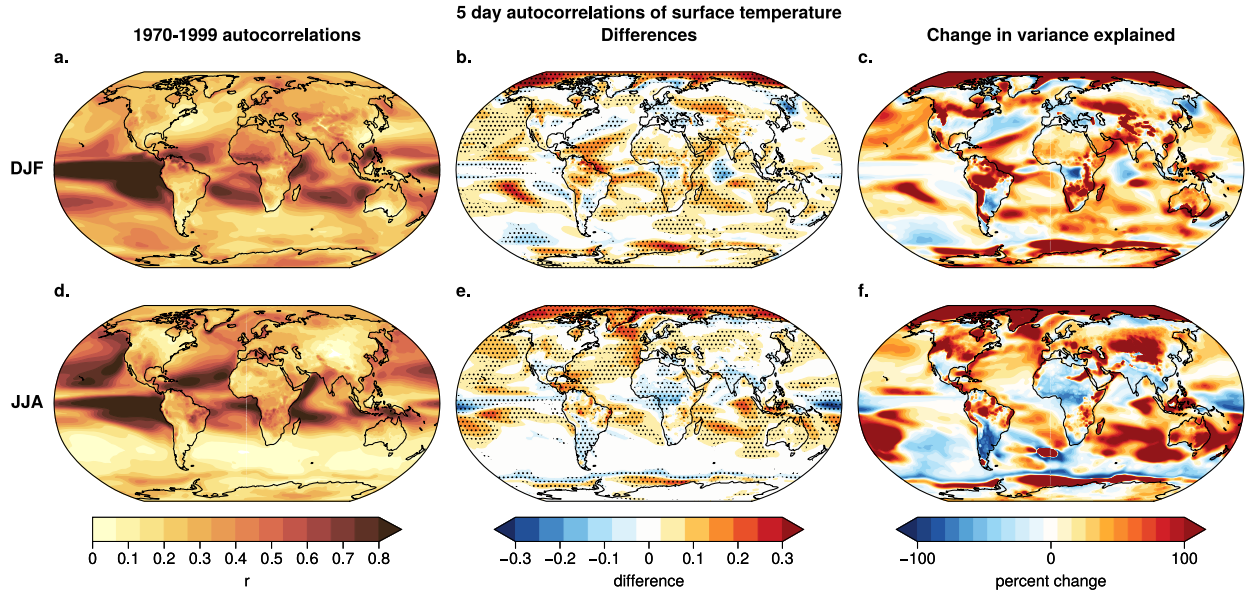 5 day autocorrelations of surface temperature
1970-1999 autocorrelations
Differences
Change in variance explained
a.
b.
c.
DJF
d.
e.
f.
JJA
0 0.1 0.2 0.3 0.4 0.5 0.6 0.7 0.8
r
−0.3 −0.2 −0.1 0 0.1 0.2 0.3
difference
−100 0 100
percent change